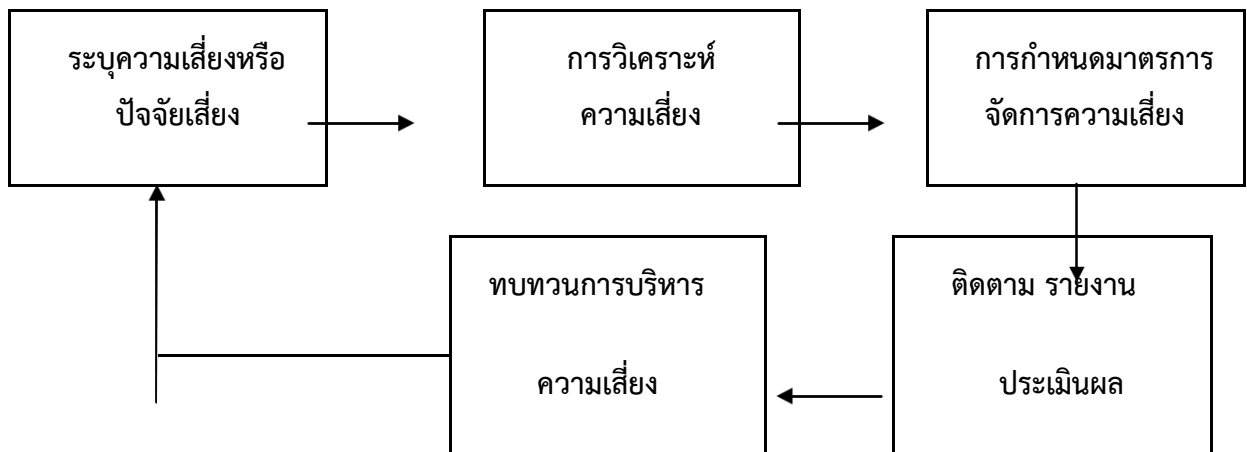 ระบุความเสี่ยงหรือ
ปัจจัยเสี่ยง
การวิเคราะห์
ความเสี่ยง
การกำหนดมาตรการ
จัดการความเสี่ยง
ทบทวนการบริหาร
ความเสี่ยง
ติดตาม รายงาน
ประเมินผล